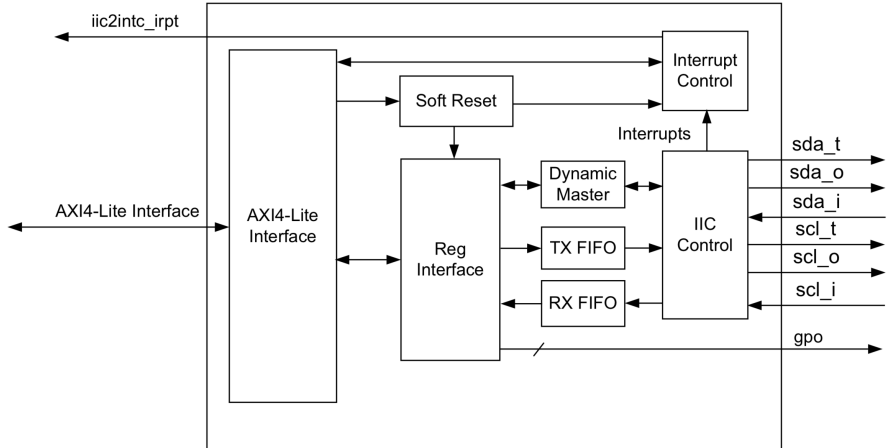 iic2intc_irpt
Interrupt
Control
Soft Reset
Interrupts
sda_t
sda_o
sda_i
scl_t
scl_o
scl_i
AXI4-Lite Interface
AXI4-Lite
Interface
Reg
Interface
Dynamic
Master
TX FIFO
RX FIFO
IIC
Control
gpo